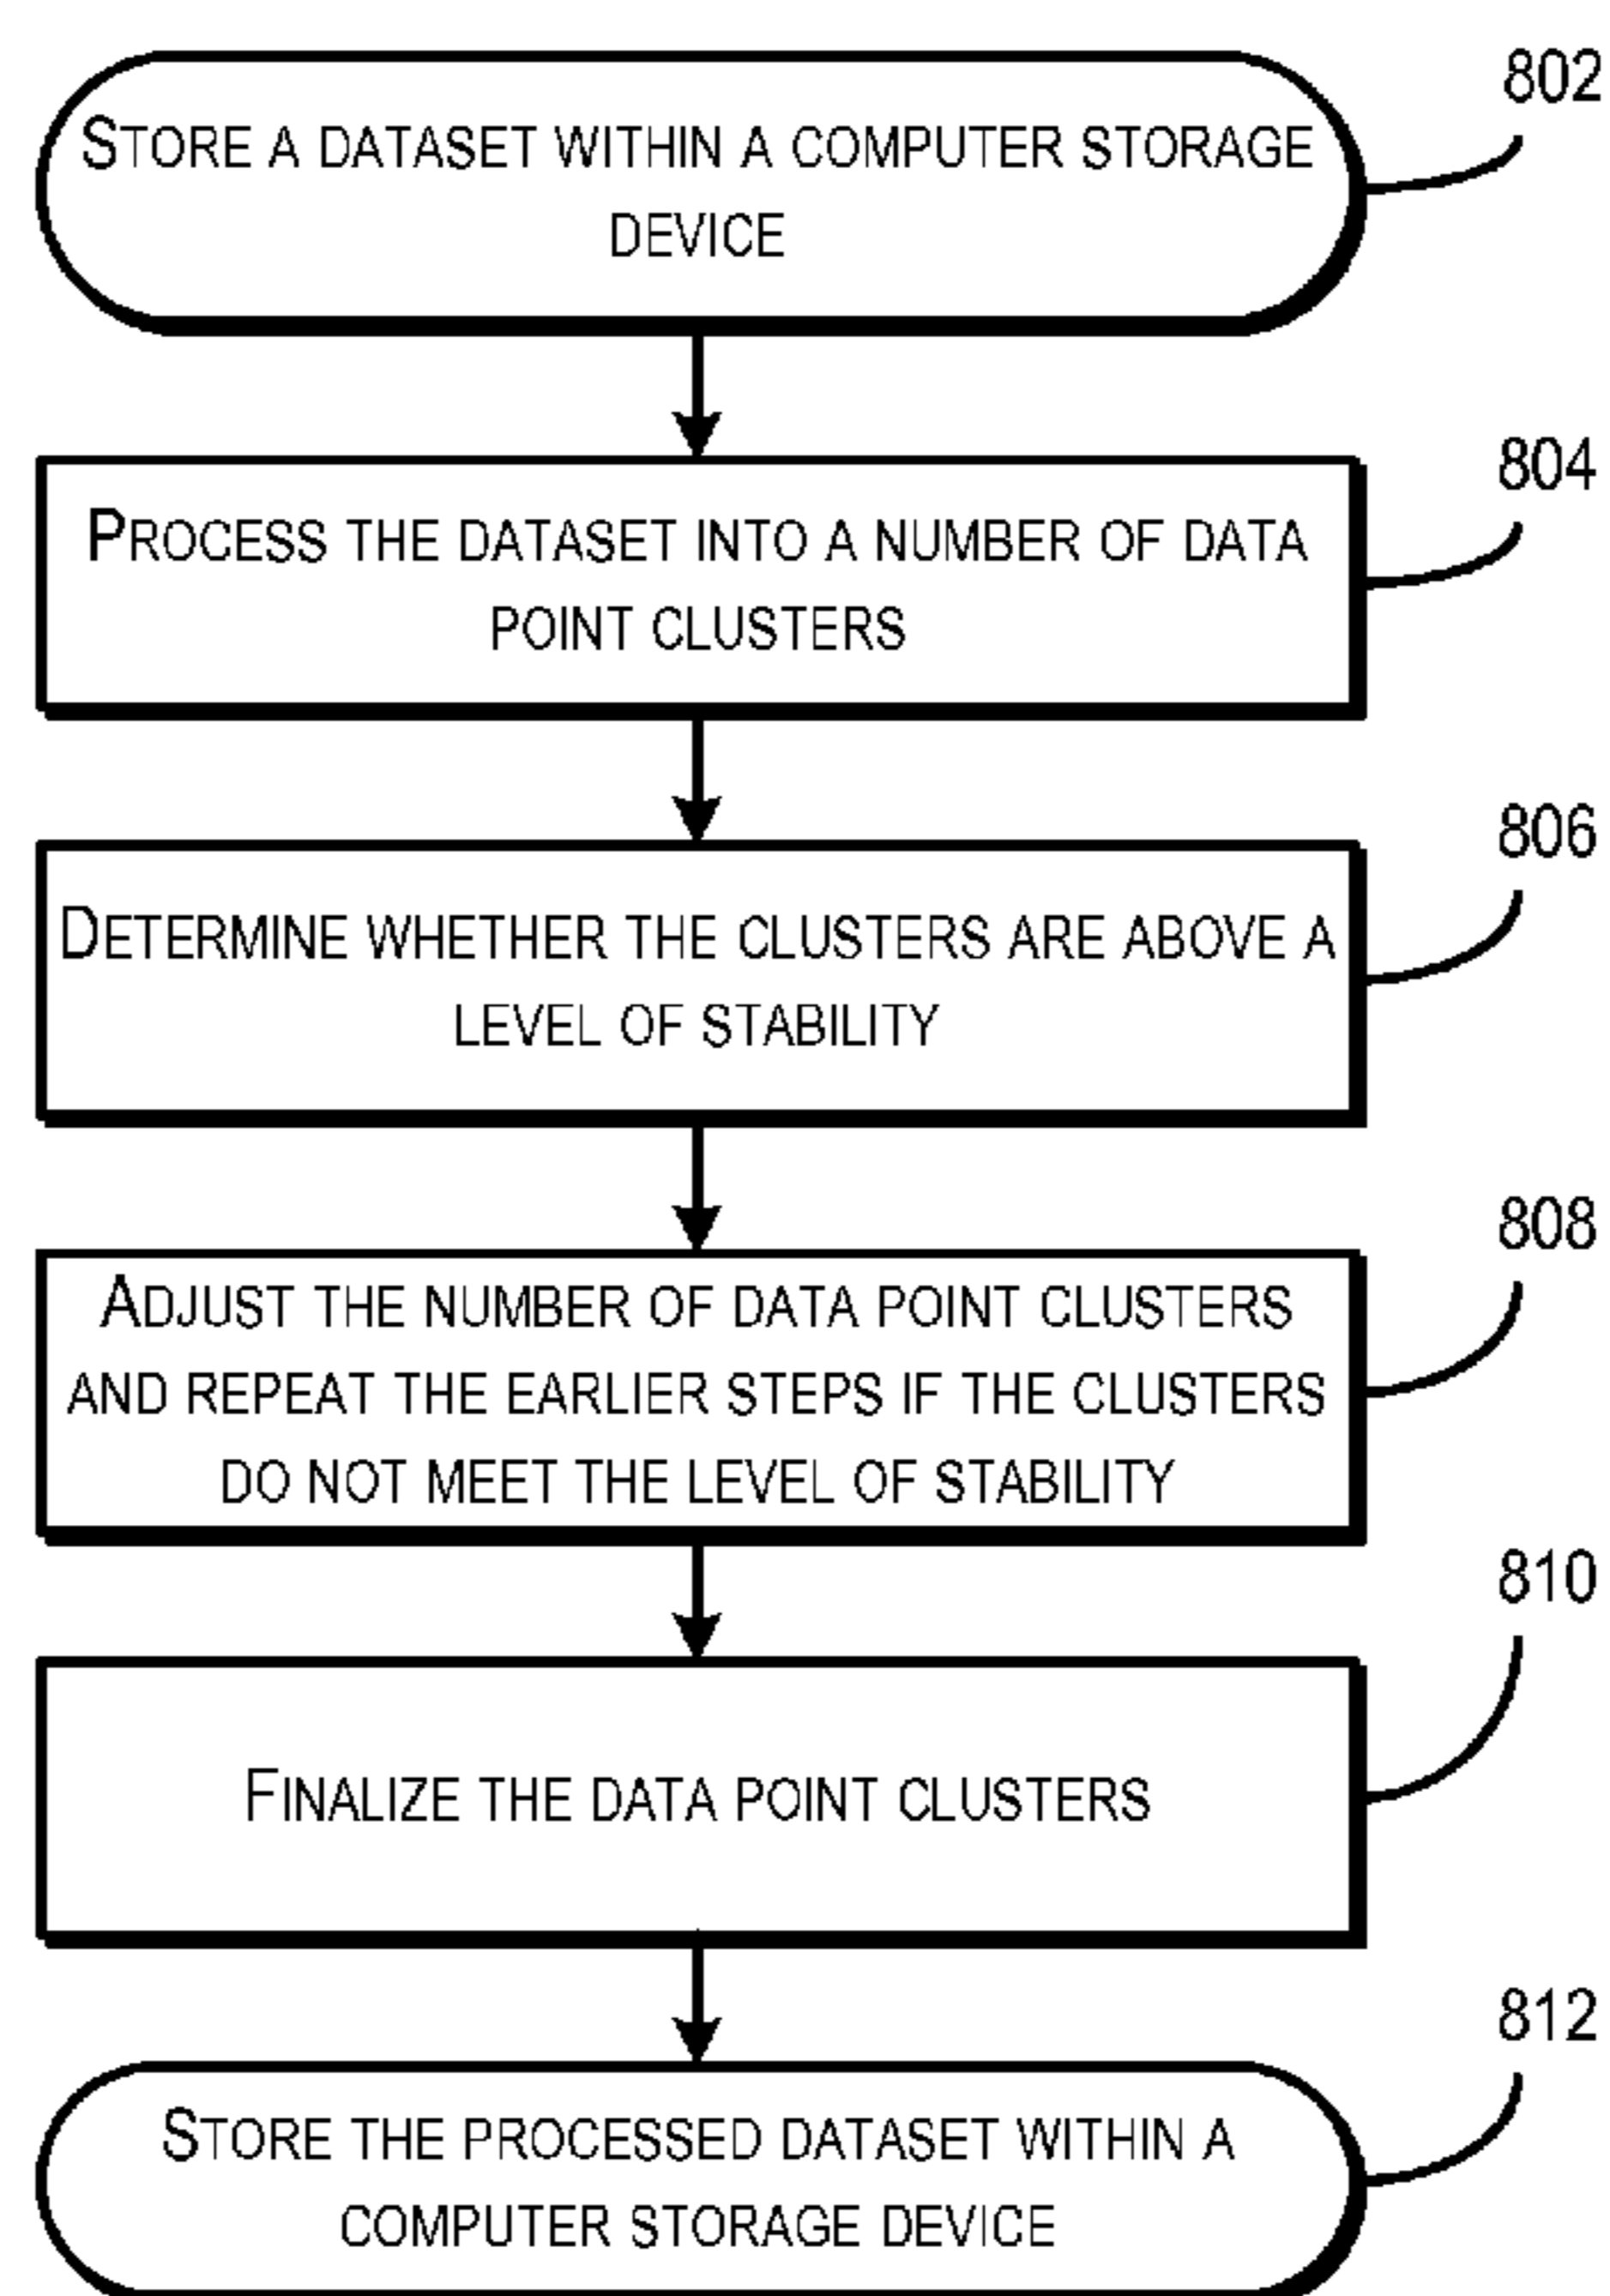 802
STORE A DATASET WITHIN A COMPUTER STORAGE
DEVICE
804
PROCESS THE DATASET INTO A NUMBER OF DATA
POINT CLUSTERS
806
DETERMINE WHETHER THE CLUSTERS ARE ABOVE A
LEVEL OF STABILITY
808
ADJUST THE NUMBER OF DATA POINT CLUSTERS
AND REPEAT THE EARLIER STEPS IF THE CLUSTERS
DO NOT MEET THE LEVEL OF STABILITY
810
FINALIZE THE DATA POINT CLUSTERS
812
STORE THE PROCESSED DATASET WITHIN A
COMPUTER STORAGE DEVICE